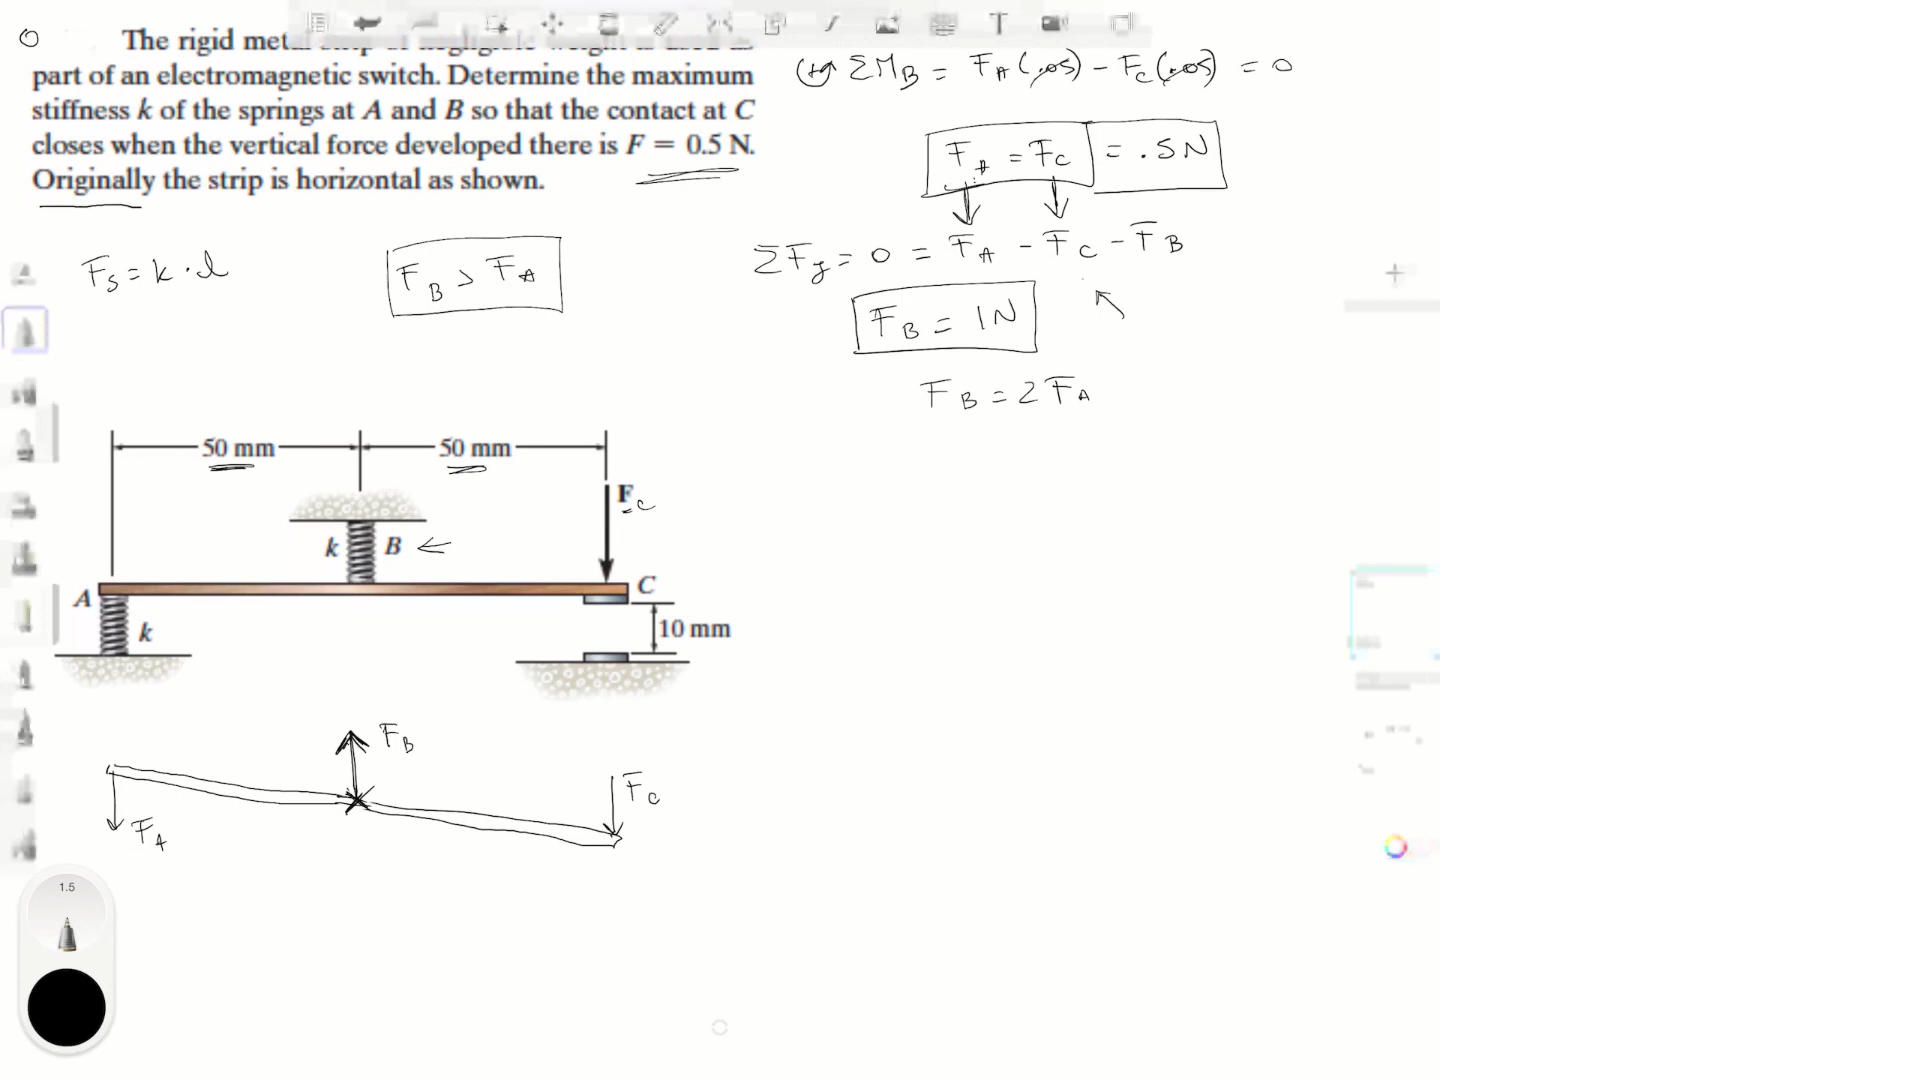 The rigid
part of an electromagnetic switch. Determine the maximum
stiffness k of the springs at A and B so that the contact at C
closes when the vertical force developed there is F = 0.5 N.
Originally the strip is horizontal as shown.
F_S = k · l
F_B > F_A
(+↺ ΣM_B = F_A (.05) - F_C (.05) = 0
F_A = F_C = .5N
ΣF_y = 0 = F_A - F_C - F_B
F_B = 1N
F_B = 2F_A
50 mm
50 mm
F_C
k
B
A
C
k
10 mm
F_B
F_C
F_A
1.5